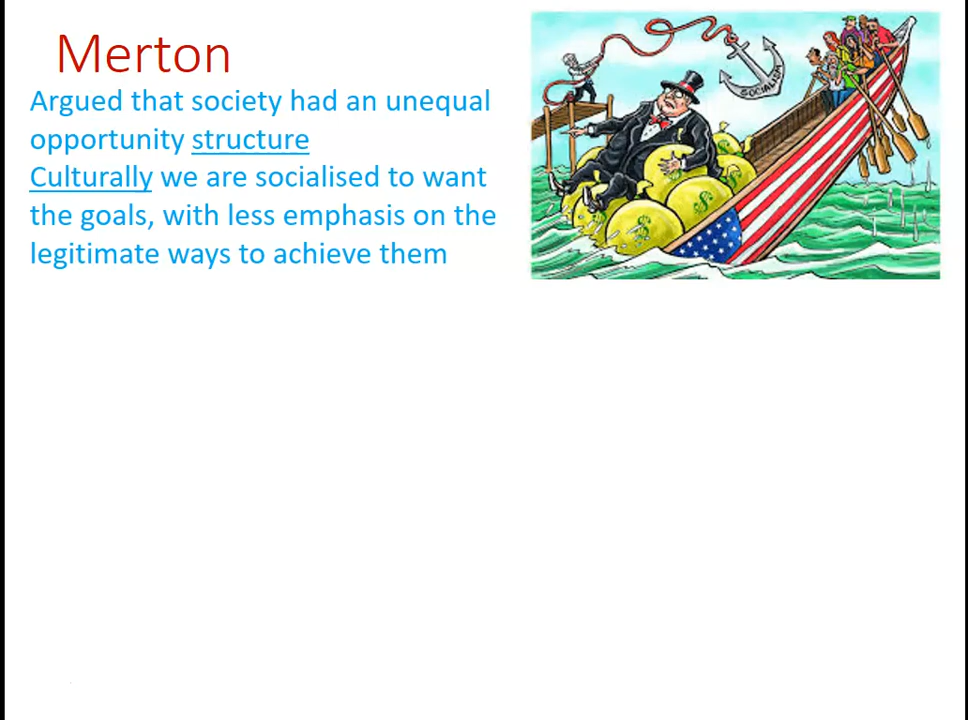 Merton
Argued that society had an unequal
opportunity structure
Culturally we are socialised to want
the goals, with less emphasis on the
legitimate ways to achieve them
SOCIALISM
$
$
$